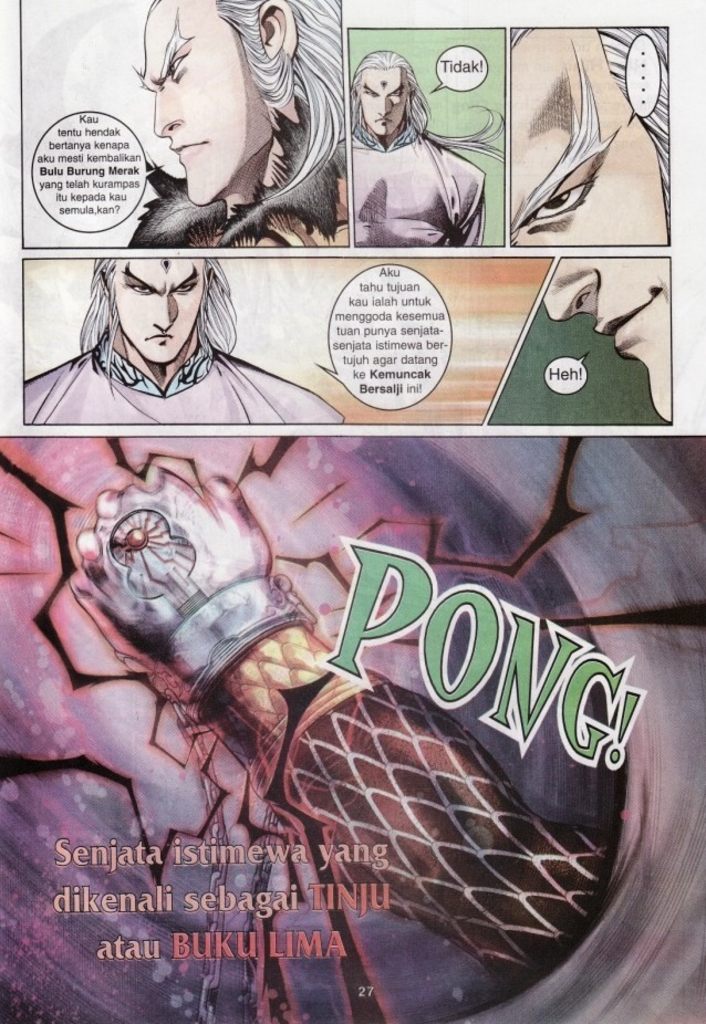 Kau
tentu hendak
bertanya kenapa
aku mesti kembalikan
Bulu Burung Merak
yang telah kurampas
itu kepada kau
semula,kan?
Tidak!
.....
Aku
tahu tujuan
kau ialah untuk
menggoda kesemua
tuan punya senjata-
senjata istimewa ber-
tujuh agar datang
ke Kemuncak
Bersalji ini!
Heh!
PONG!
Senjata istimewa yang
dikenali sebagai TINJU
atau BUKU LIMA
27